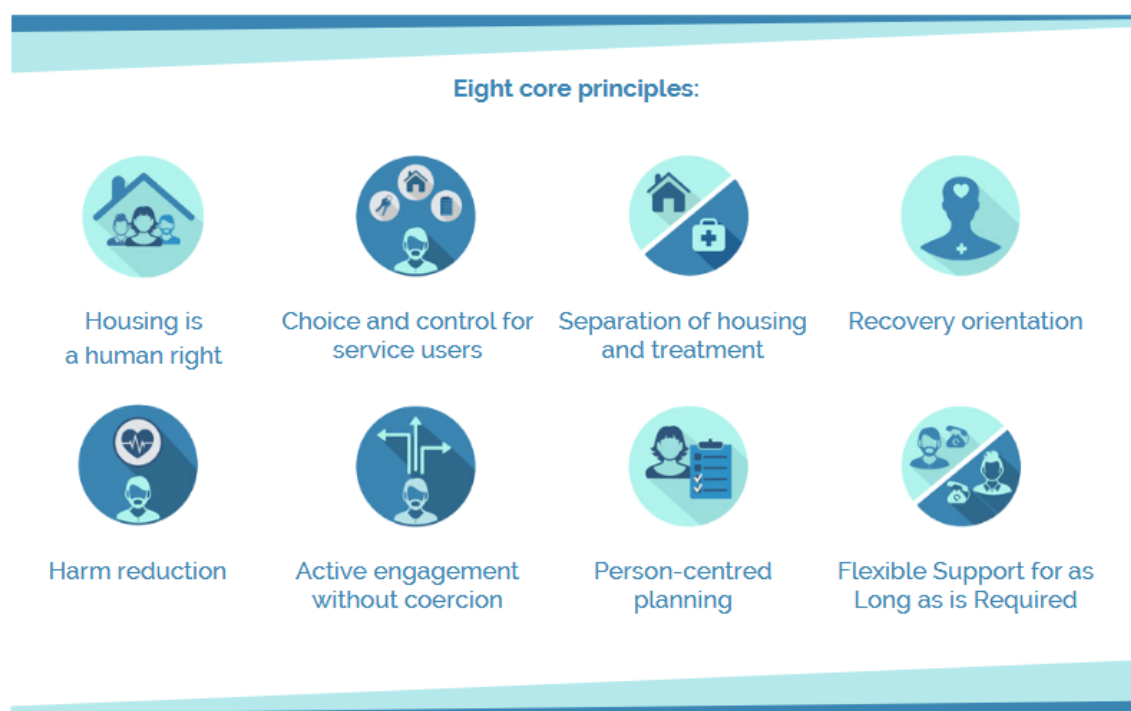 Eight core principles:
Housing is
a human right
Choice and control for
service users
Separation of housing
and treatment
Recovery orientation
Harm reduction
Active engagement
without coercion
Person-centred
planning
Flexible Support for as
Long as is Required